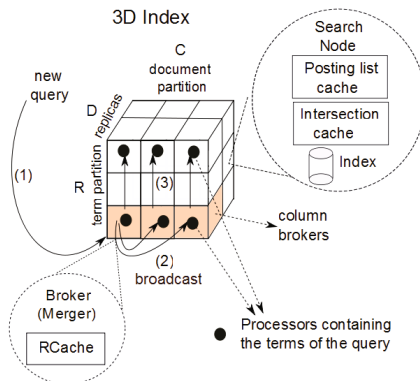 3D Index
C
document
partition
new
query
D
replicas
R
term partition
(1)
(3)
(2)
broadcast
Search
Node
Posting list
cache
Intersection
cache
Index
column
brokers
Broker
(Merger)
RCache
Processors containing
the terms of the query